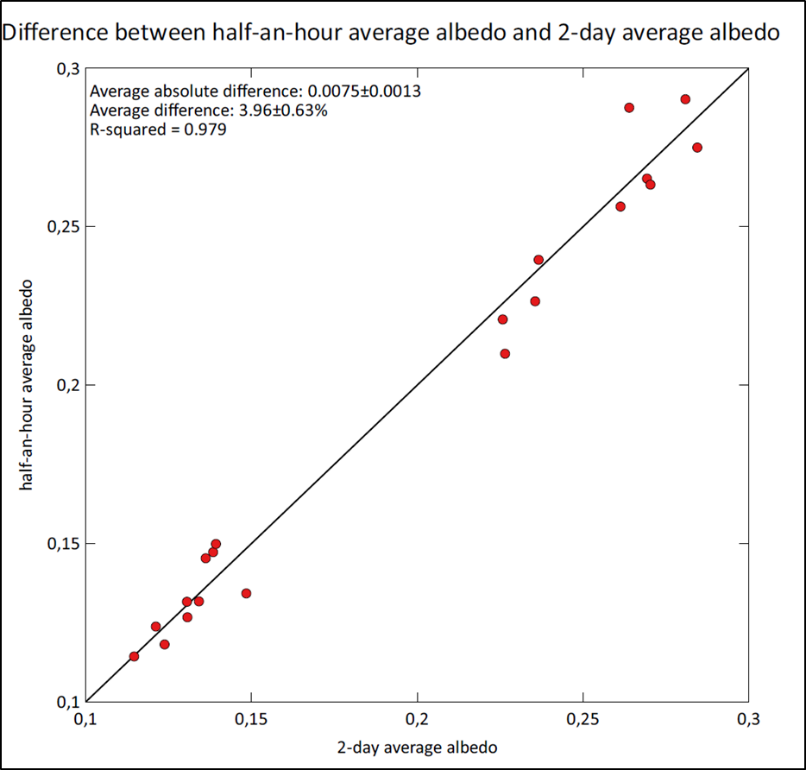 Difference between half-an-hour average albedo and 2-day average albedo
Average absolute difference: 0.0075±0.0013
Average difference: 3.96±0.63%
R-squared = 0.979
0,3
0,25
0,2
0,15
0,1
half-an-hour average albedo
0,1
0,15
0,2
0,25
0,3
2-day average albedo